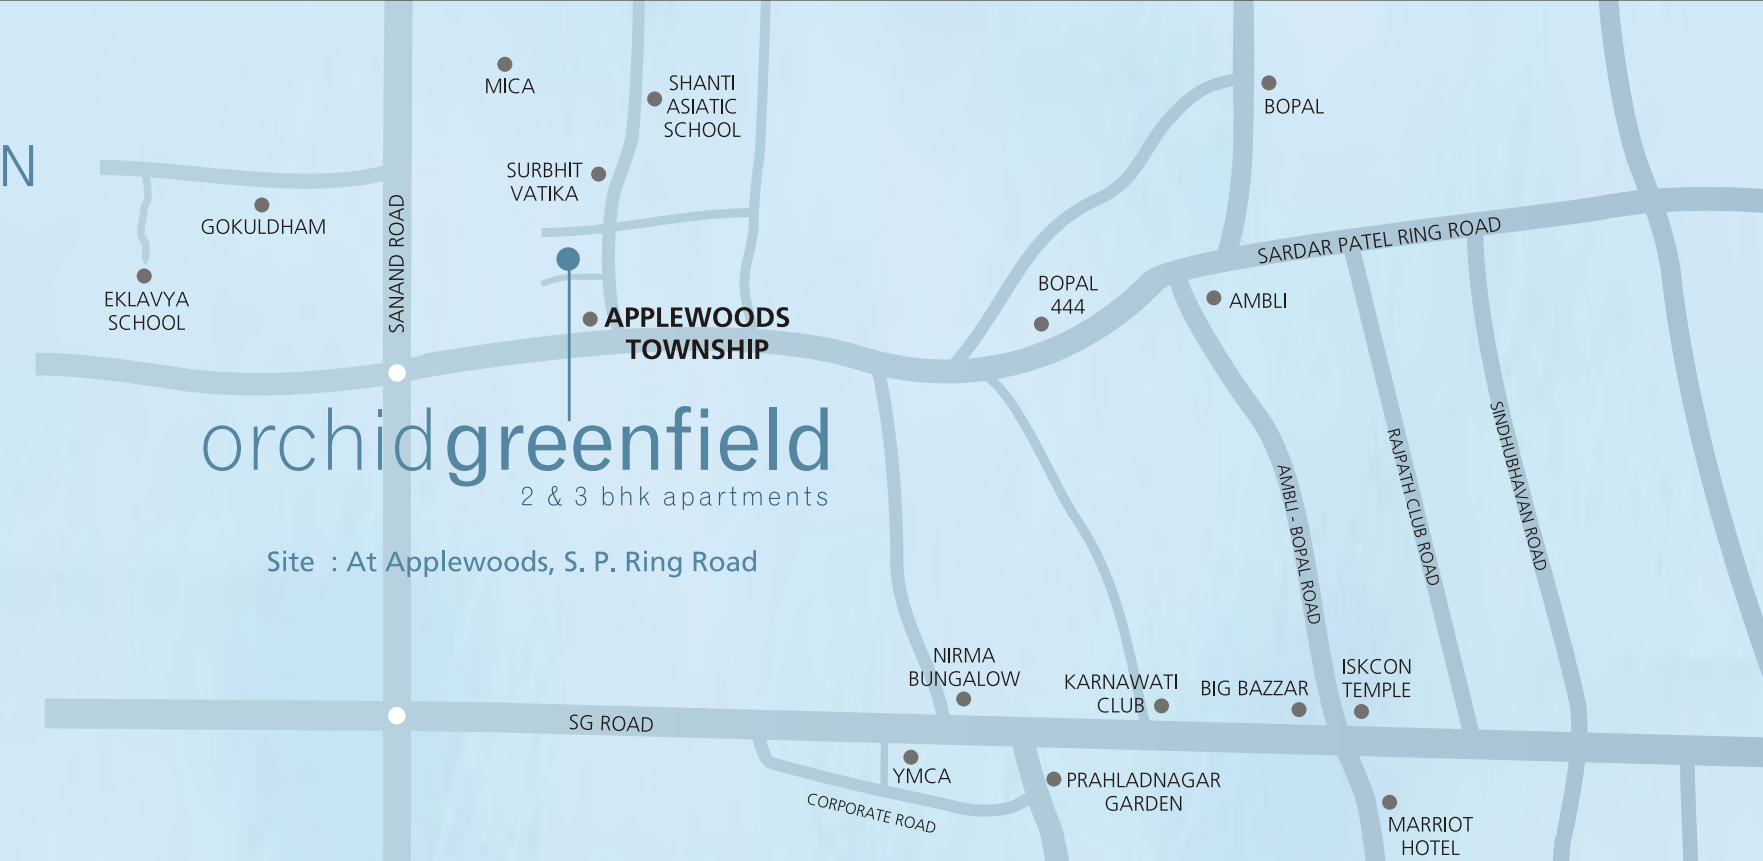 N
MICA
SHANTI
ASIATIC
SCHOOL
BOPAL
SURBHIT
VATIKA
GOKULDHAM
SANAND ROAD
SARDAR PATEL RING ROAD
EKLAVYA
SCHOOL
BOPAL
444
AMBLI
APPLEWOODS
TOWNSHIP
orchidgreenfield
2 & 3 bhk apartments
Site : At Applewoods, S. P. Ring Road
AMBLI - BOPAL ROAD
RAJPATH CLUB ROAD
SINDHUBHAVAN ROAD
NIRMA
BUNGALOW
KARNAWATI
CLUB
BIG BAZZAR
ISKCON
TEMPLE
SG ROAD
YMCA
PRAHLADNAGAR
GARDEN
CORPORATE ROAD
MARRIOT
HOTEL